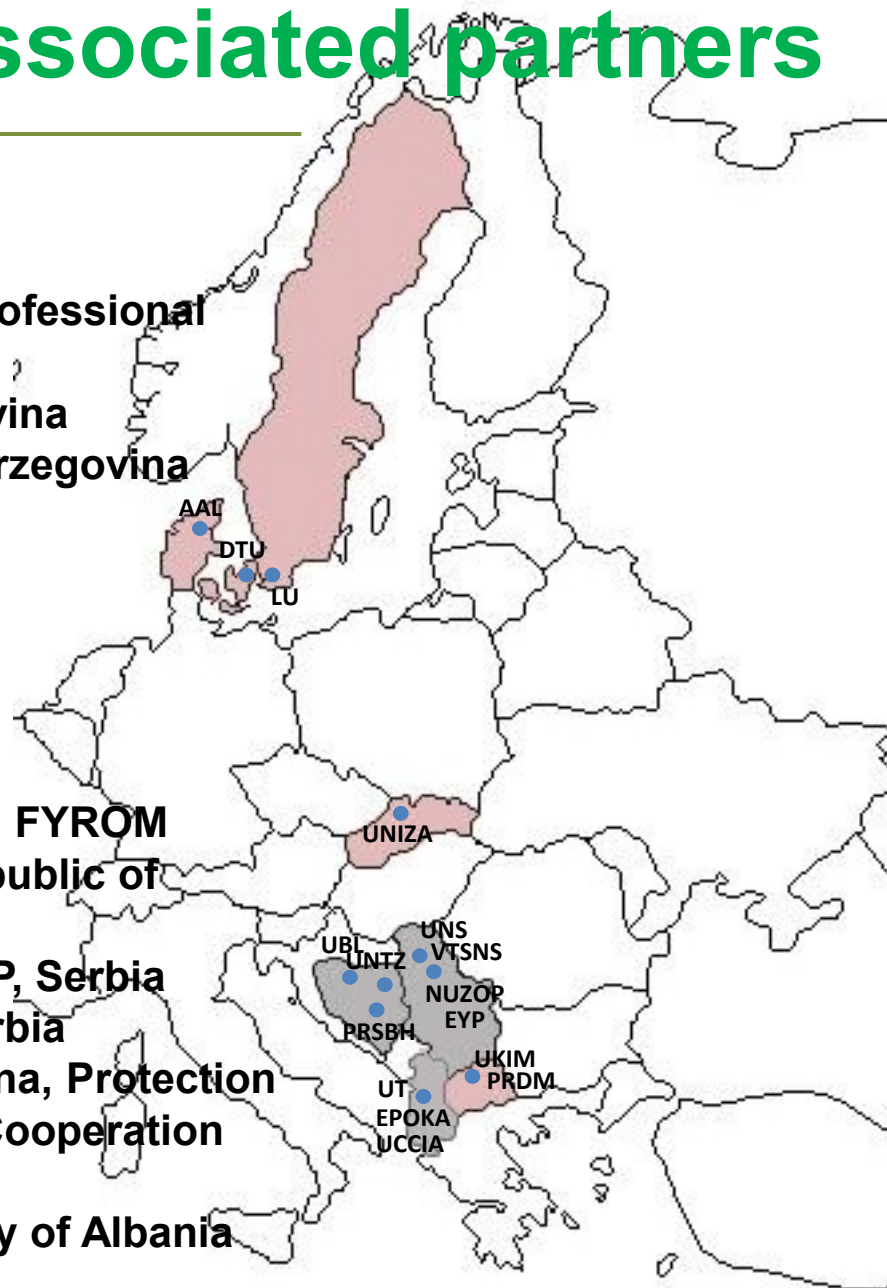 ssociated partners
ofessional
vina
rzegovina
AAL
DTU
LU
FYROM
UNIZA
public of
UNS
UBL
VTSNS
UNTZ
P, Serbia
NUZOP
EYP
rbia
PRSBH
UKIM
na, Protection
PRDM
UT
EPOKA
Cooperation
UCCIA
y of Albania